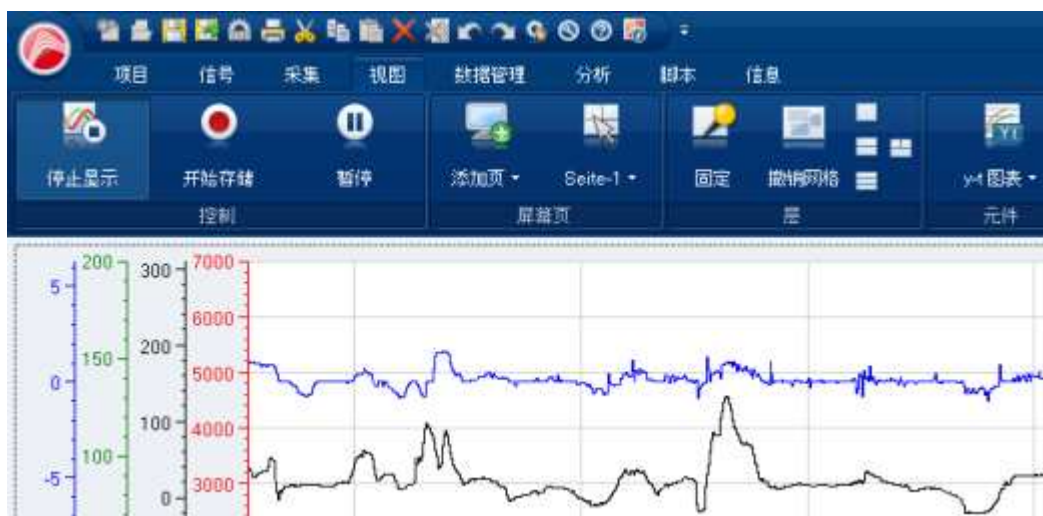 项目 信号 采集 视图 数据管理 分析 脚本 信息
停止显示 开始存储 暂停 添加页 Seite-1 固定 撤销网格 y-t 图表
控制 屏幕页 层 元件
200 300 7000
5
6000
200
150
0 5000
100 4000
100
-5 0 3000